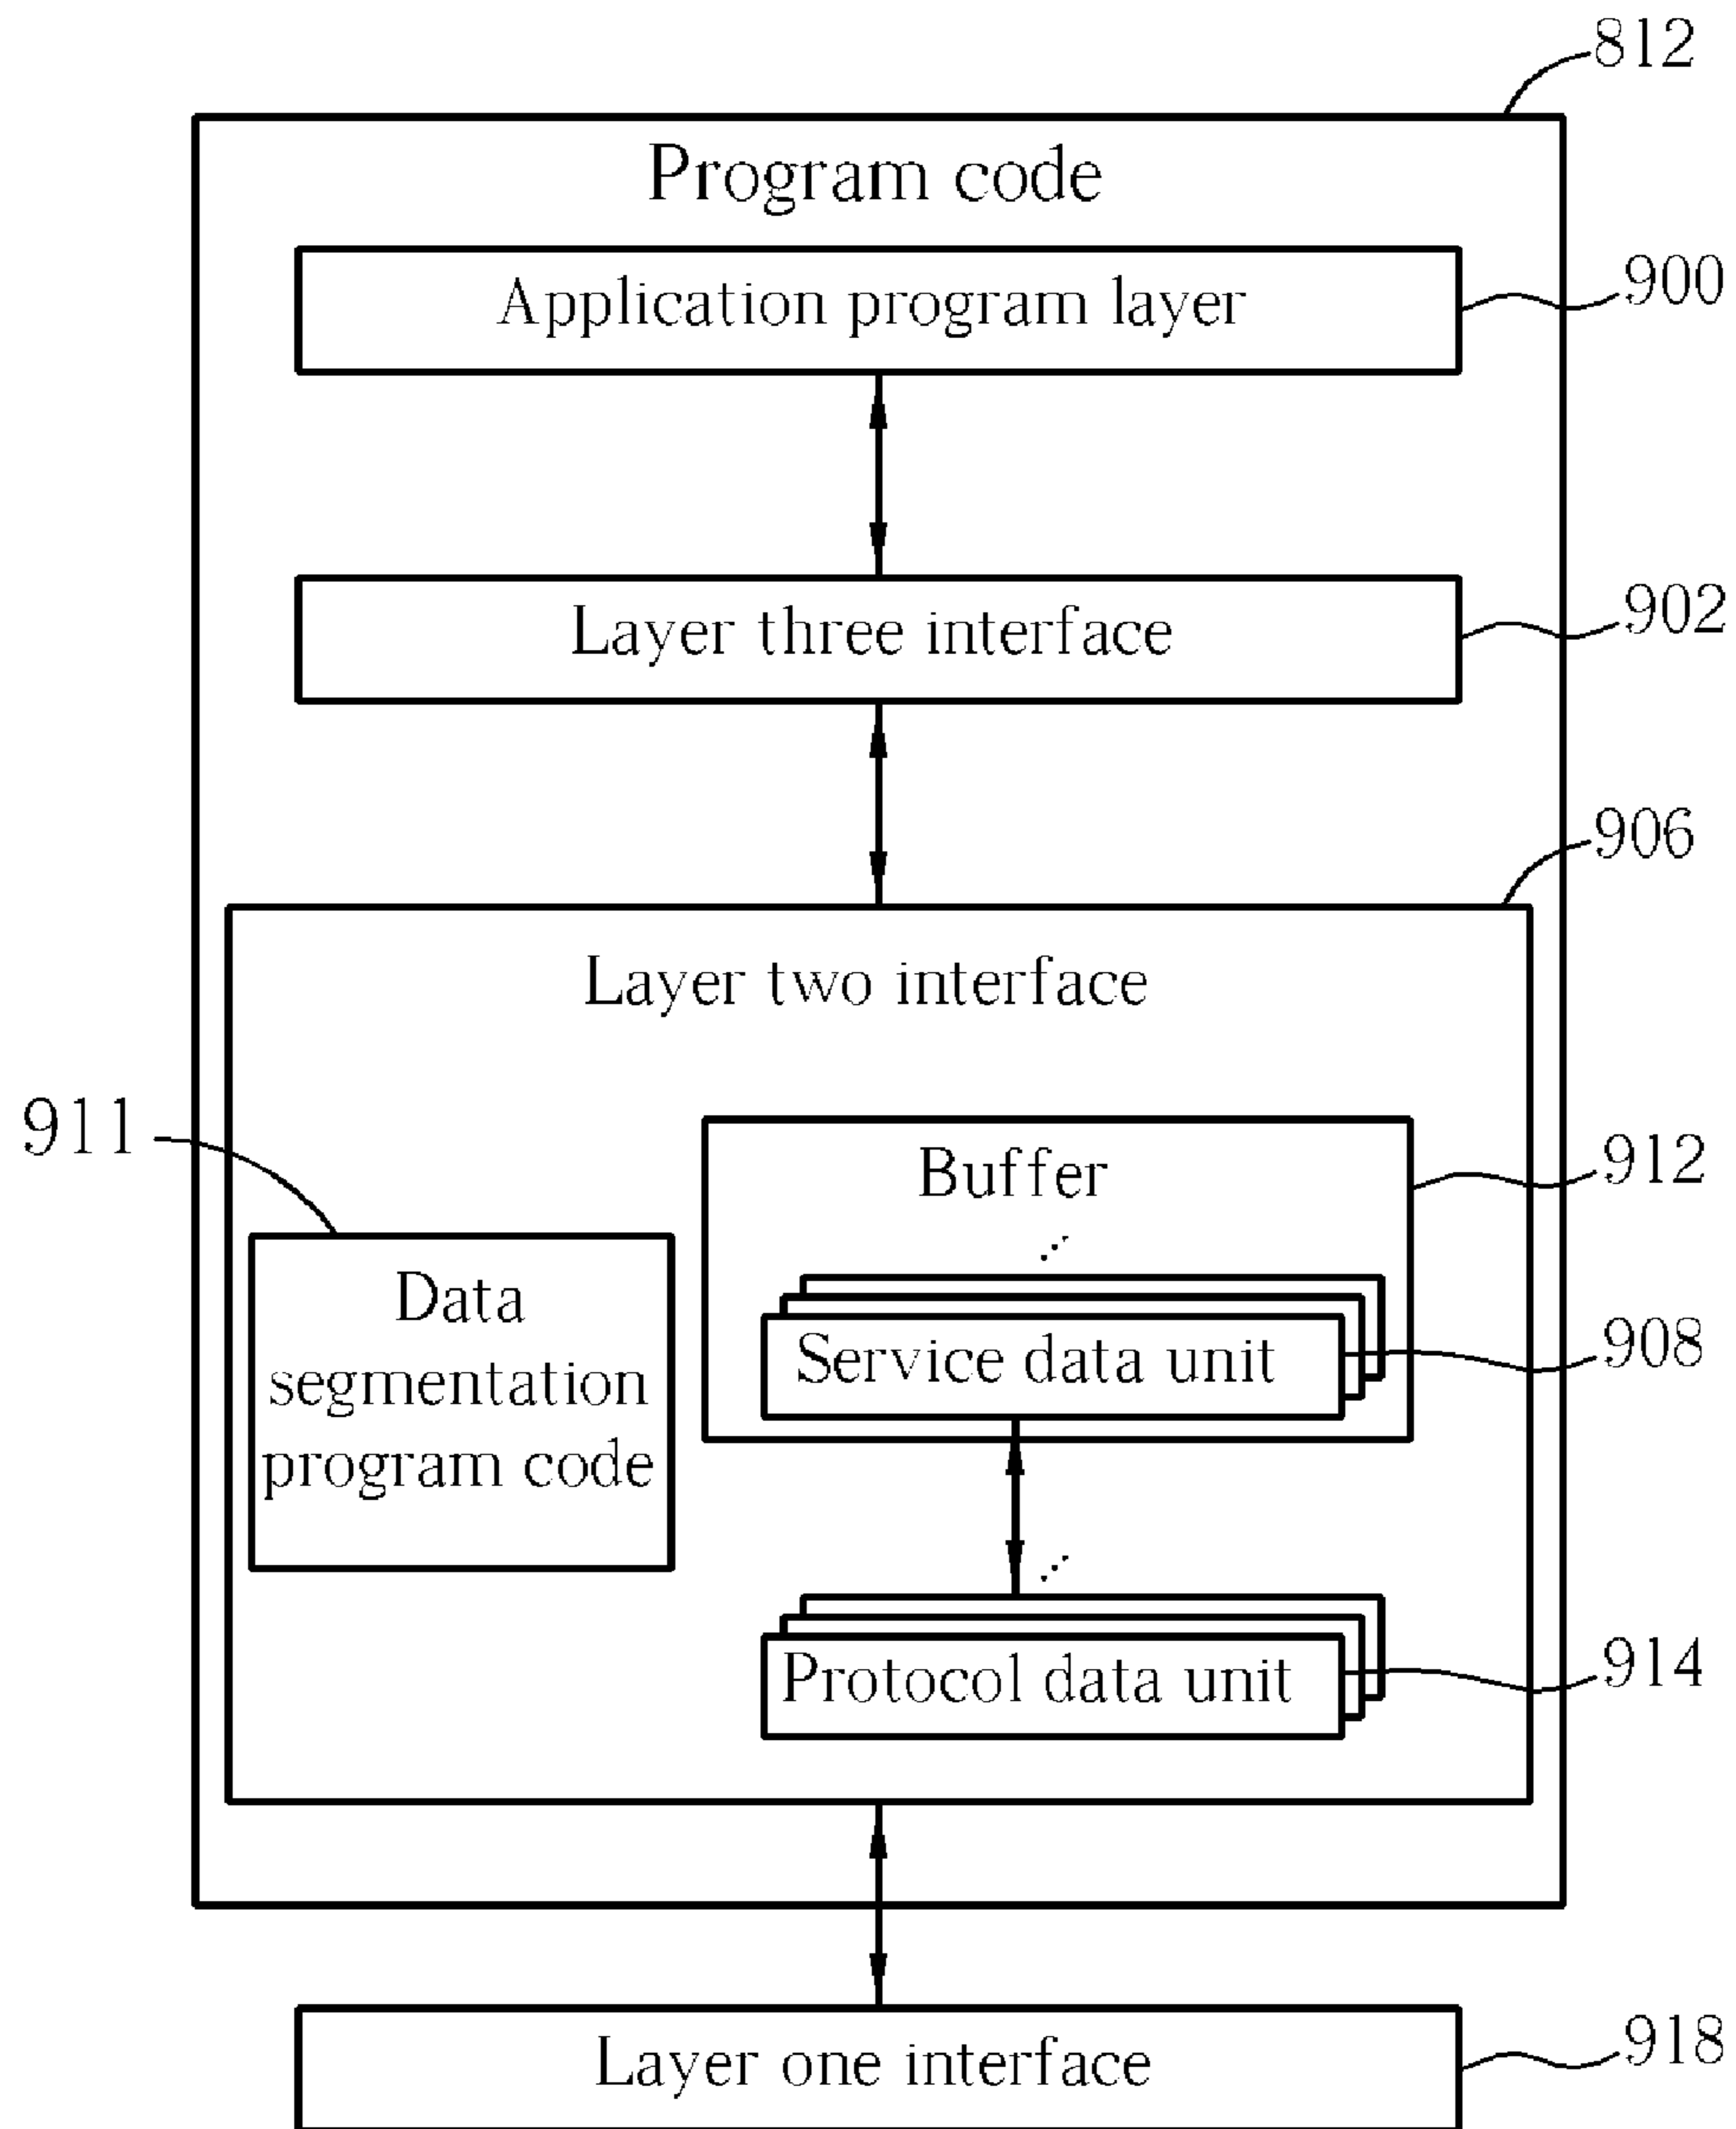 812
Program code
Application program layer
900
Layer three interface
902
906
Layer two interface
911
Buffer
912
Data
segmentation
program code
Service data unit
908
Protocol data unit
914
Layer one interface
918